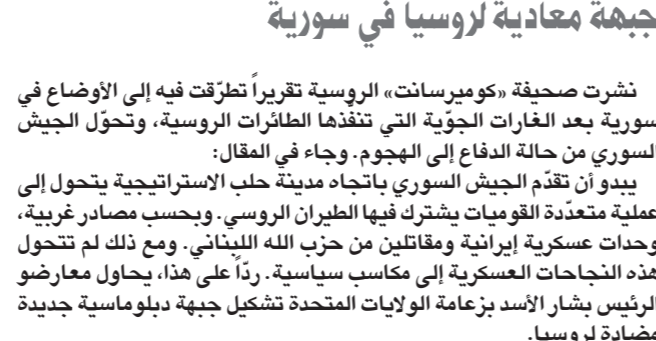 جبهة معادية لروسيا في سورية
نشرت صحيفة «كوميرسانت» الروسية تقريراً تطرّقت فيه إلى الأوضاع في
سورية بعد الغارات الجوّية التي تنفّذها الطائرات الروسية، وتحوّل الجيش
السوري من حالة الدفاع إلى الهجوم. وجاء في المقال:
يبدو أن تقدّم الجيش السوري باتجاه مدينة حلب الاستراتيجية يتحول إلى
عملية متعدّدة القوميات يشترك فيها الطيران الروسي. وبحسب مصادر غربية،
وحدات عسكرية إيرانية ومقاتلين من حزب الله اللبناني. ومع ذلك لم تتحول
هذه النجاحات العسكرية إلى مكاسب سياسية. ردّاً على هذا، يحاول معارضو
الرئيس بشار الأسد بزعامة الولايات المتحدة تشكيل جبهة دبلوماسية جديدة
مضادة لروسيا.